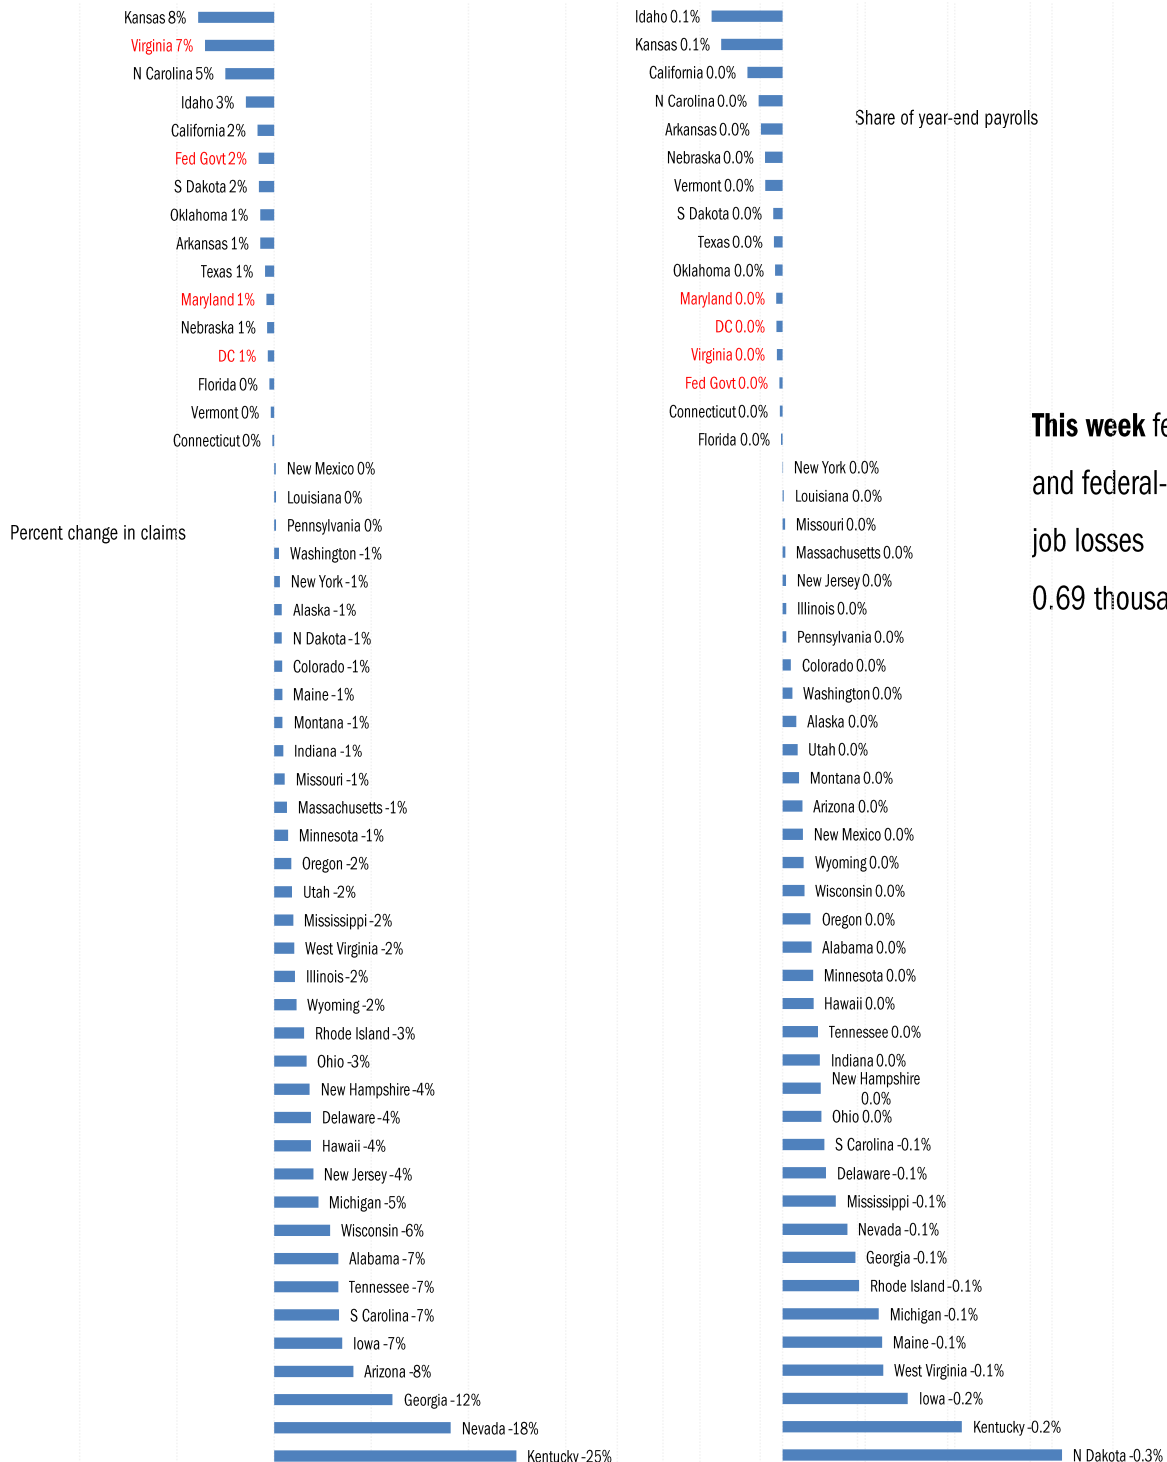 Kansas 8%
Virginia 7%
N Carolina 5%
Idaho 3%
California 2%
Fed Govt 2%
S Dakota 2%
Oklahoma 1%
Arkansas 1%
Texas 1%
Maryland 1%
Nebraska 1%
DC 1%
Florida 0%
Vermont 0%
Connecticut 0%
New Mexico 0%
Louisiana 0%
Pennsylvania 0%
Percent change in claims
Washington -1%
New York -1%
Alaska -1%
N Dakota -1%
Colorado -1%
Maine -1%
Montana -1%
Indiana -1%
Missouri -1%
Massachusetts -1%
Minnesota -1%
Oregon -2%
Utah -2%
Mississippi -2%
West Virginia -2%
Illinois -2%
Wyoming -2%
Rhode Island -3%
Ohio -3%
New Hampshire -4%
Delaware -4%
Hawaii -4%
New Jersey -4%
Michigan -5%
Wisconsin -6%
Alabama -7%
Tennessee -7%
S Carolina -7%
Iowa -7%
Arizona -8%
Georgia -12%
Nevada -18%
Kentucky -25%
Idaho 0.1%
Kansas 0.1%
California 0.0%
N Carolina 0.0%
Share of year-end payrolls
Arkansas 0.0%
Nebraska 0.0%
Vermont 0.0%
S Dakota 0.0%
Texas 0.0%
Oklahoma 0.0%
Maryland 0.0%
DC 0.0%
Virginia 0.0%
Fed Govt 0.0%
Connecticut 0.0%
Florida 0.0%
New York 0.0%
Louisiana 0.0%
Missouri 0.0%
Massachusetts 0.0%
New Jersey 0.0%
Illinois 0.0%
Pennsylvania 0.0%
Colorado 0.0%
Washington 0.0%
Alaska 0.0%
Utah 0.0%
Montana 0.0%
Arizona 0.0%
New Mexico 0.0%
Wyoming 0.0%
Wisconsin 0.0%
Oregon 0.0%
Alabama 0.0%
Minnesota 0.0%
Hawaii 0.0%
Tennessee 0.0%
Indiana 0.0%
New Hampshire
0.0%
Ohio 0.0%
S Carolina -0.1%
Delaware -0.1%
Mississippi -0.1%
Nevada -0.1%
Georgia -0.1%
Rhode Island -0.1%
Michigan -0.1%
Maine -0.1%
West Virginia -0.1%
Iowa -0.2%
Kentucky -0.2%
N Dakota -0.3%
This week fe
and federal-
job losses
0.69 thousa